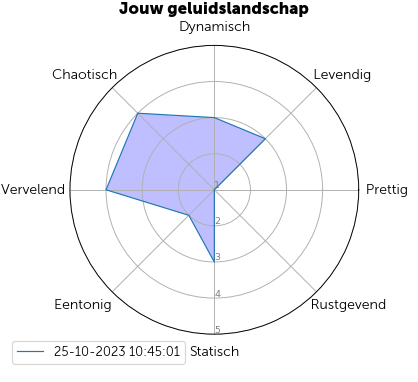 Jouw geluidslandschap
Dynamisch
Chaotisch
Levendig
Vervelend
Prettig
1
2
3
4
5
Eentonig
Rustgevend
Statisch
25-10-2023 10:45:01